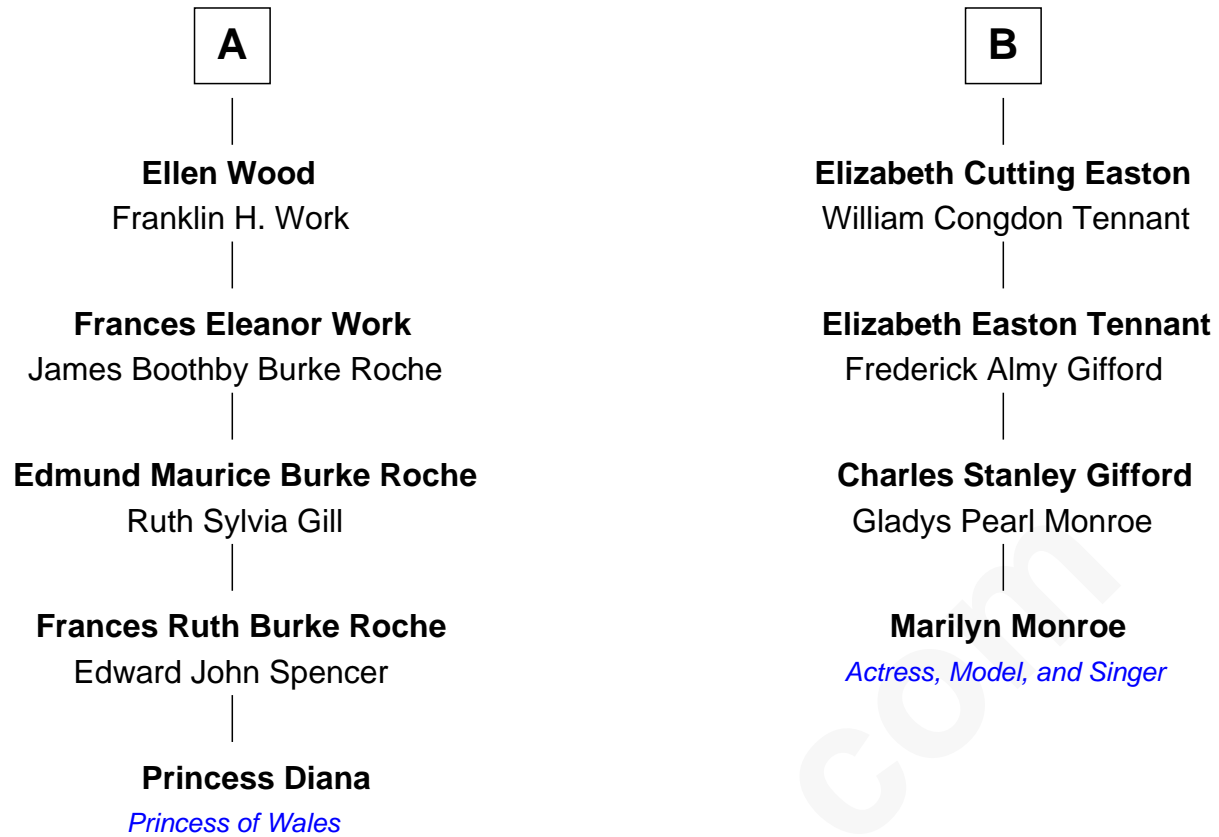 A
Ellen Wood
Franklin H. Work
Frances Eleanor Work
James Boothby Burke Roche
Edmund Maurice Burke Roche
Ruth Sylvia Gill
Frances Ruth Burke Roche
Edward John Spencer
Princess Diana
Princess of Wales
B
Elizabeth Cutting Easton
William Congdon Tennant
Elizabeth Easton Tennant
Frederick Almy Gifford
Charles Stanley Gifford
Gladys Pearl Monroe
Marilyn Monroe
Actress, Model, and Singer
com